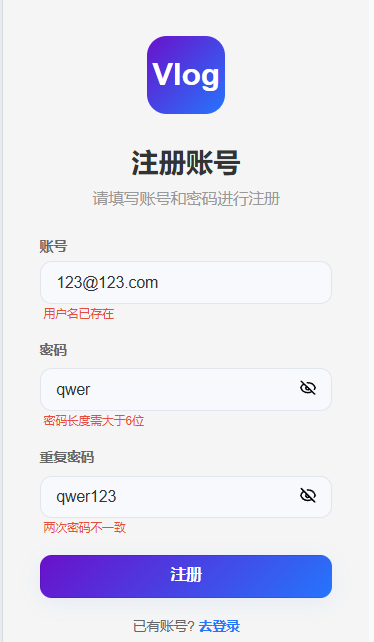 Vlog
注册账号
请填写账号和密码进行注册
账号
123@123.com
用户名已存在
密码
qwer
密码长度需大于6位
重复密码
qwer123
两次密码不一致
注册
已有账号? 去登录